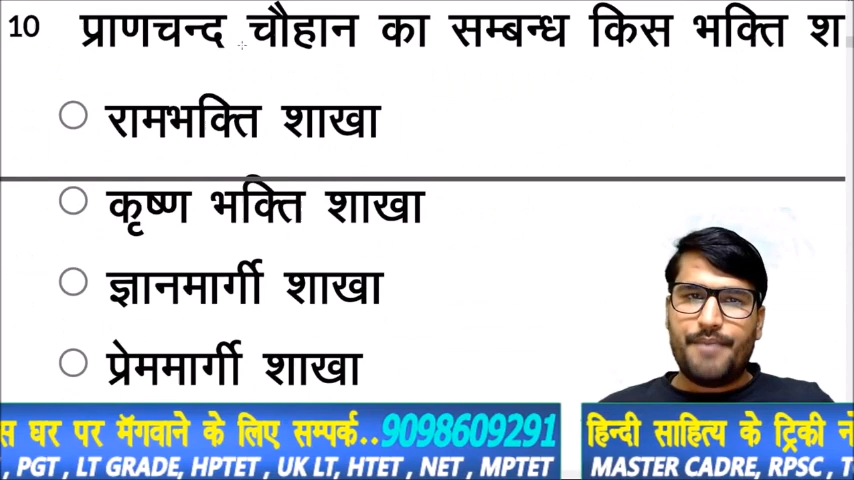 10 प्राणचन्द चौहान का सम्बन्ध किस भक्ति श
रामभक्ति शाखा
कृष्ण भक्ति शाखा
ज्ञानमार्गी शाखा
प्रेममार्गी शाखा
स घर पर मँगवाने के लिए सम्पर्क..9098609291 हिन्दी साहित्य के ट्रिकी नो
, PGT , LT GRADE, HPTET , UK LT, HTET , NET , MPTET MASTER CADRE, RPSC , T